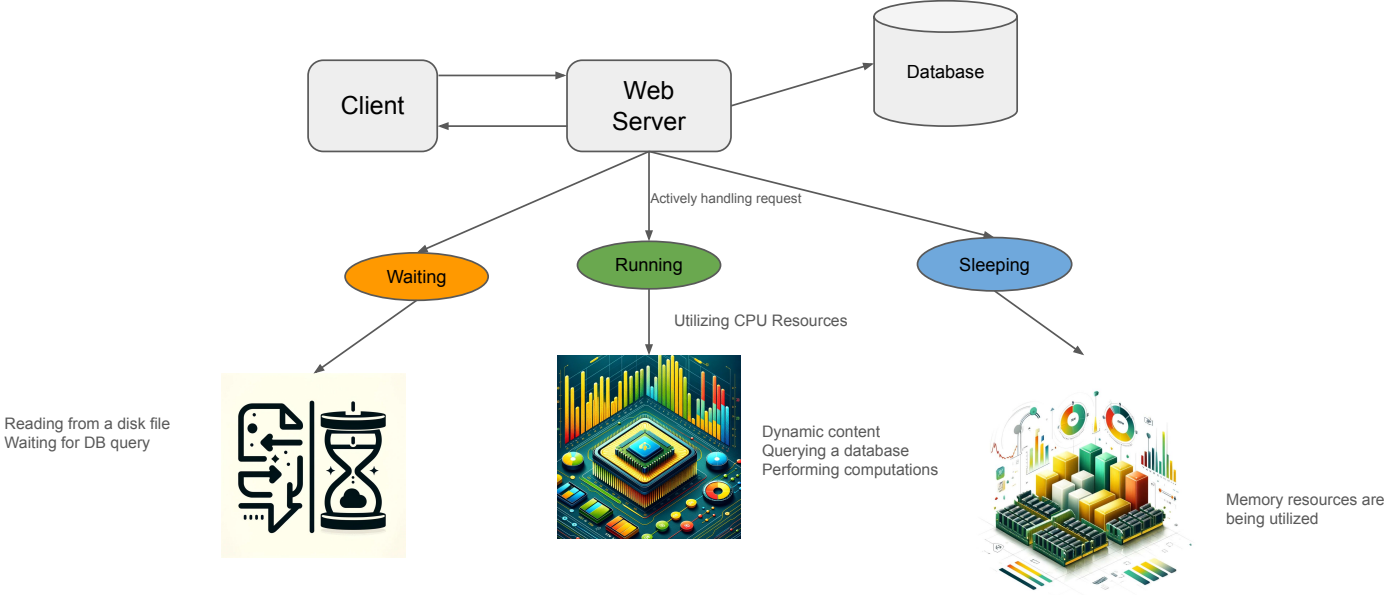 Database
Client
Web
Server
Actively handling request
Waiting
Running
Sleeping
Utilizing CPU Resources
Reading from a disk file
Waiting for DB query
Dynamic content
Querying a database
Performing computations
Memory resources are
being utilized